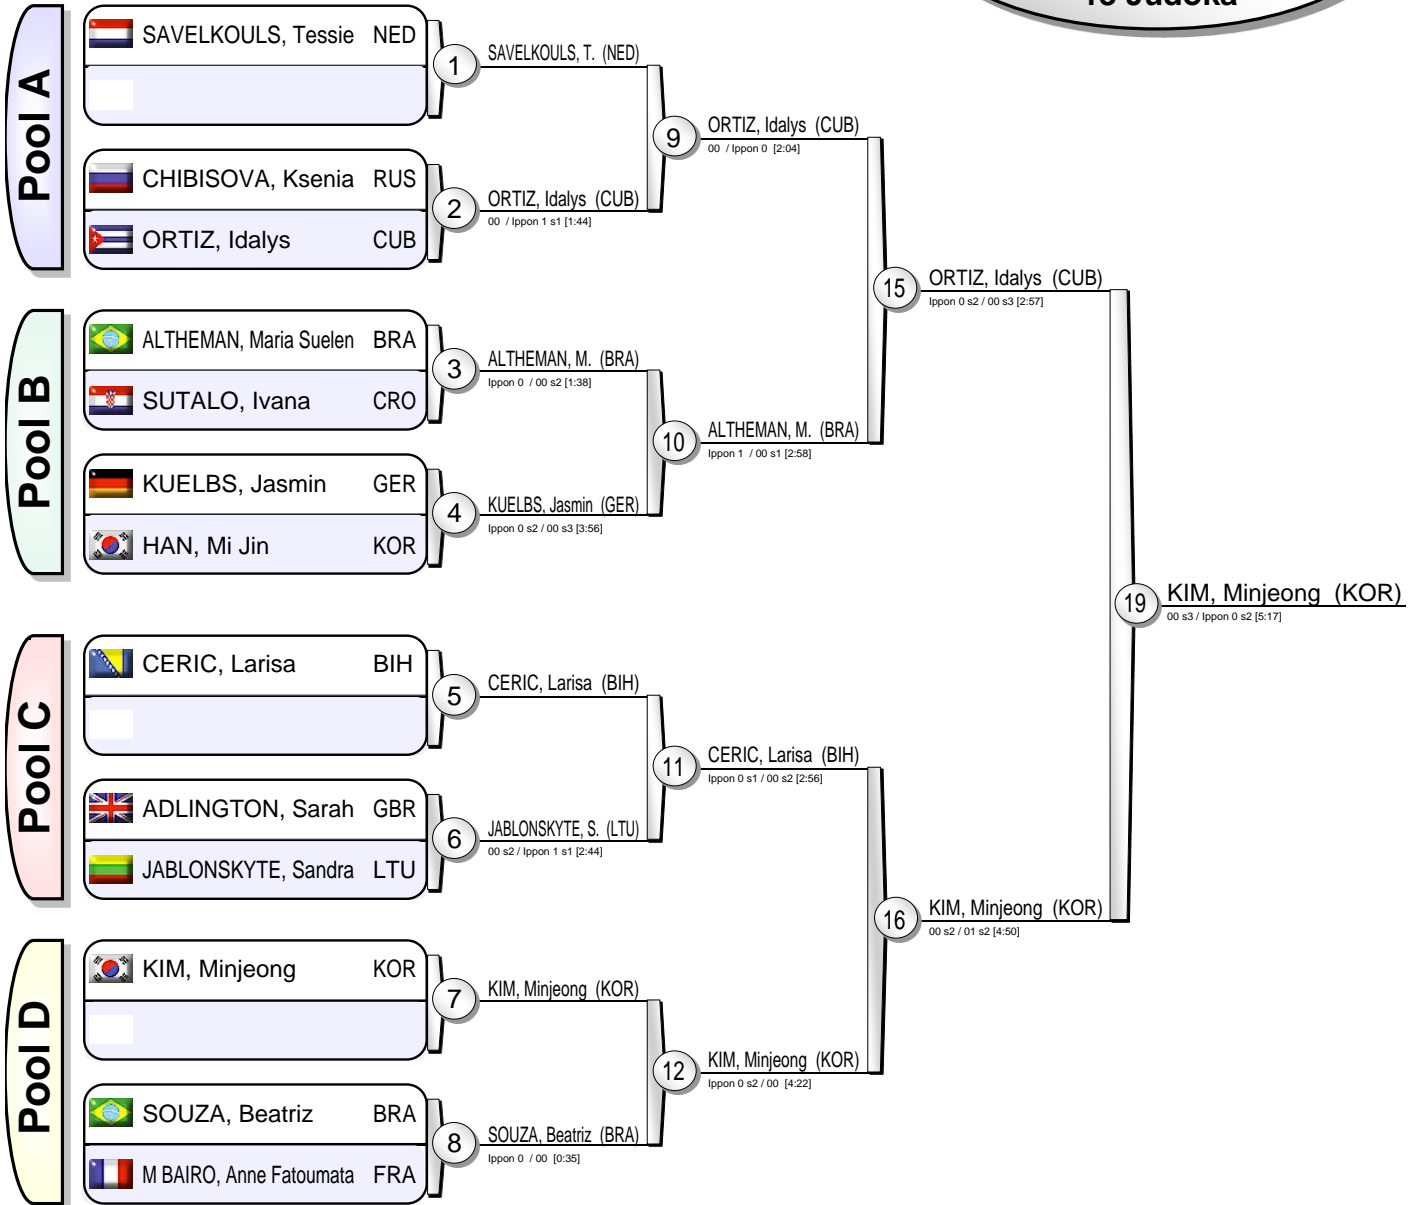 13 Judoka
Pool A
SAVELKOULS, Tessie NED
CHIBISOVA, Ksenia RUS
ORTIZ, Idalys CUB
1
SAVELKOULS, T. (NED)
2
ORTIZ, Idalys (CUB)
00 / Ippon 1 s1 [1:44]
9
ORTIZ, Idalys (CUB)
00 / Ippon 0 [2:04]
Pool B
ALTHEMAN, Maria Suelen BRA
SUTALO, Ivana CRO
KUELBS, Jasmin GER
HAN, Mi Jin KOR
3
ALTHEMAN, M. (BRA)
Ippon 0 / 00 s2 [1:38]
4
KUELBS, Jasmin (GER)
Ippon 0 s2 / 00 s3 [3:56]
10
ALTHEMAN, M. (BRA)
Ippon 1 / 00 s1 [2:58]
15
ORTIZ, Idalys (CUB)
Ippon 0 s2 / 00 s3 [2:57]
Pool C
CERIC, Larisa BIH
ADLINGTON, Sarah GBR
JABLONSKYTE, Sandra LTU
5
CERIC, Larisa (BIH)
6
JABLONSKYTE, S. (LTU)
00 s2 / Ippon 1 s1 [2:44]
11
CERIC, Larisa (BIH)
Ippon 0 s1 / 00 s2 [2:56]
Pool D
KIM, Minjeong KOR
SOUZA, Beatriz BRA
M BAIRO, Anne Fatoumata FRA
7
KIM, Minjeong (KOR)
8
SOUZA, Beatriz (BRA)
Ippon 0 / 00 [0:35]
12
KIM, Minjeong (KOR)
Ippon 0 s2 / 00 [4:22]
16
KIM, Minjeong (KOR)
00 s2 / 01 s2 [4:50]
19
KIM, Minjeong (KOR)
00 s3 / Ippon 0 s2 [5:17]